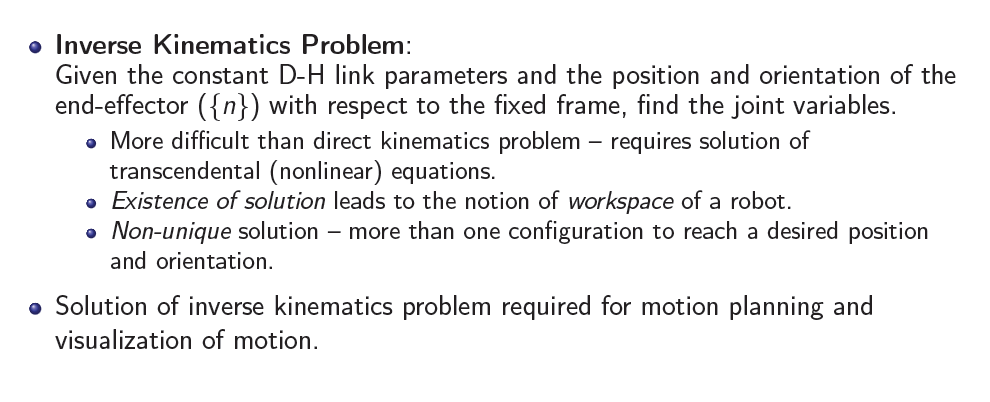 Inverse Kinematics Problem:
Given the constant D-H link parameters and the position and orientation of the
end-effector ({n}) with respect to the fixed frame, find the joint variables.
More difficult than direct kinematics problem – requires solution of
transcendental (nonlinear) equations.
Existence of solution leads to the notion of workspace of a robot.
Non-unique solution – more than one configuration to reach a desired position
and orientation.
Solution of inverse kinematics problem required for motion planning and
visualization of motion.